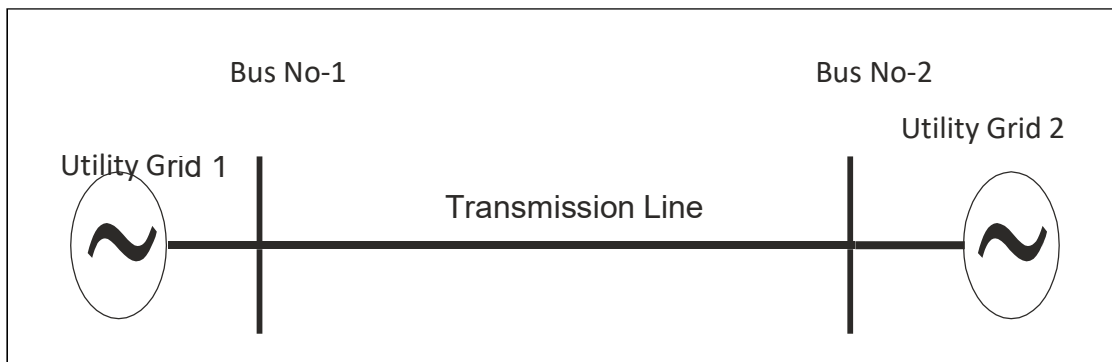 Bus No-1
Bus No-2
Utility Grid 2
Utility Grid 1
Transmission Line